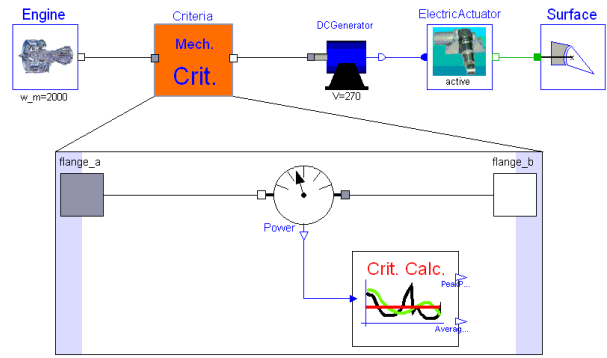 Engine
Criteria
DCGenerator
ElectricActuator
Surface
Mech.
Crit.
w_m=2000
V=270
active
flange_a
flange_b
Power
Crit. Calc.
PeakP...
Averag...